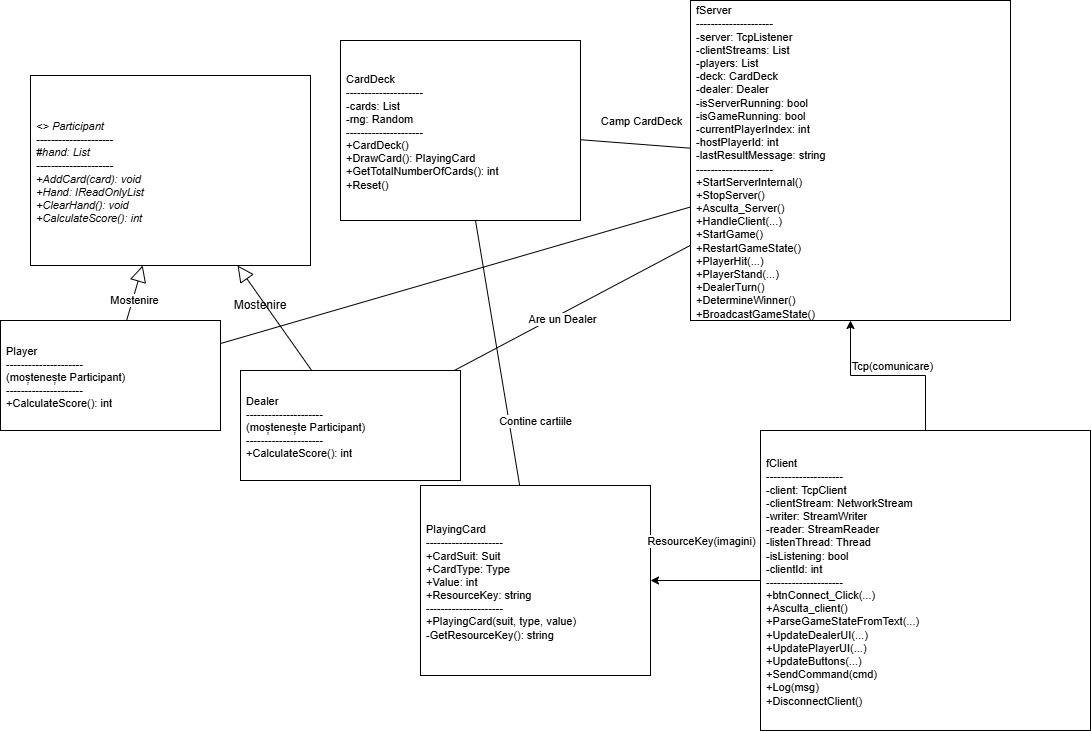 fServer
---------------------
-server: TcpListener
-clientStreams: List
-players: List
-deck: CardDeck
-dealer: Dealer
-isServerRunning: bool
-isGameRunning: bool
-currentPlayerIndex: int
-hostPlayerId: int
-lastResultMessage: string
---------------------
+StartServerInternal()
+StopServer()
+Asculta_Server()
+HandleClient(...)
+StartGame()
+RestartGameState()
+PlayerHit(...)
+PlayerStand(...)
+DealerTurn()
+DetermineWinner()
+BroadcastGameState()
CardDeck
---------------------
-cards: List
-rng: Random
---------------------
+CardDeck()
+DrawCard(): PlayingCard
+GetTotalNumberOfCards(): int
+Reset()
Camp CardDeck
<> Participant
---------------------
#hand: List
---------------------
+AddCard(card): void
+Hand: IReadOnlyList
+ClearHand(): void
+CalculateScore(): int
Mostenire
Mostenire
Are un Dealer
Player
---------------------
(moștenește Participant)
---------------------
+CalculateScore(): int
Dealer
---------------------
(moștenește Participant)
---------------------
+CalculateScore(): int
Tcp(comunicare)
Contine cartiile
PlayingCard
---------------------
+CardSuit: Suit
+CardType: Type
+Value: int
+ResourceKey: string
---------------------
+PlayingCard(suit, type, value)
-GetResourceKey(): string
ResourceKey(imagini)
fClient
---------------------
-client: TcpClient
-clientStream: NetworkStream
-writer: StreamWriter
-reader: StreamReader
-listenThread: Thread
-isListening: bool
-clientId: int
---------------------
+btnConnect_Click(...)
+Asculta_client()
+ParseGameStateFromText(...)
+UpdateDealerUI(...)
+UpdatePlayerUI(...)
+UpdateButtons(...)
+SendCommand(cmd)
+Log(msg)
+DisconnectClient()